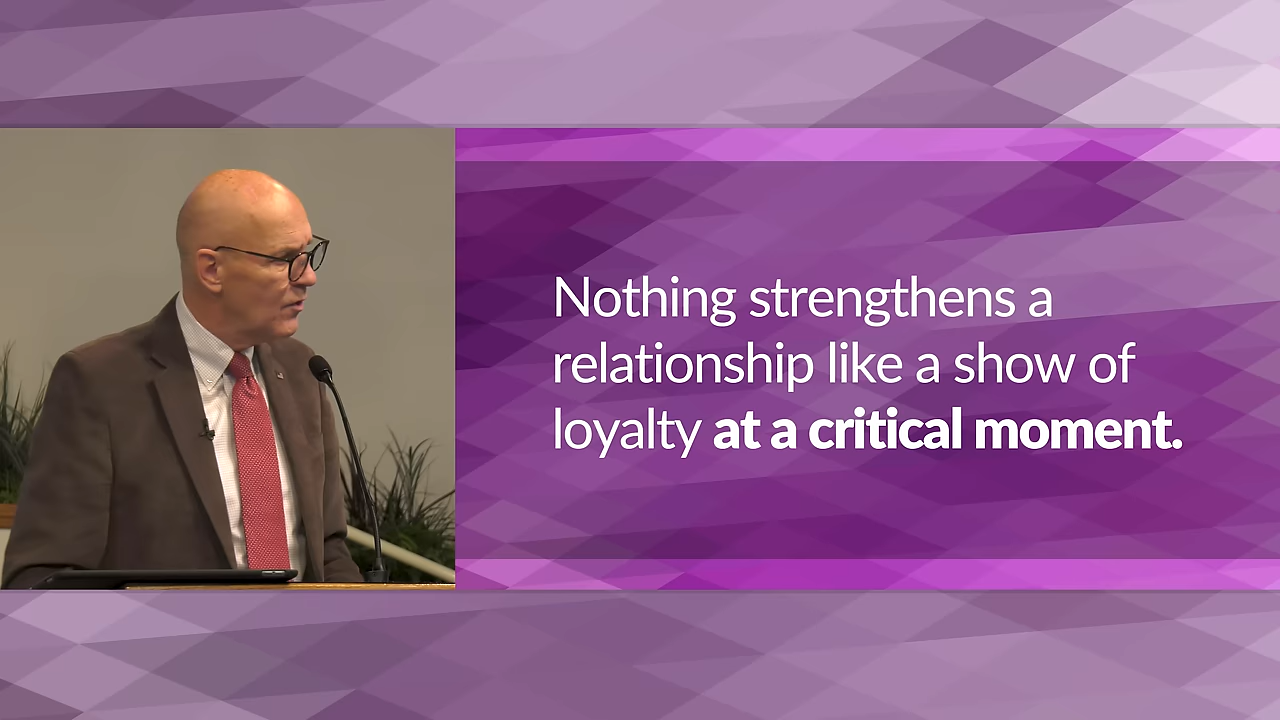 Nothing strengthens a
relationship like a show of
loyalty at a critical moment.